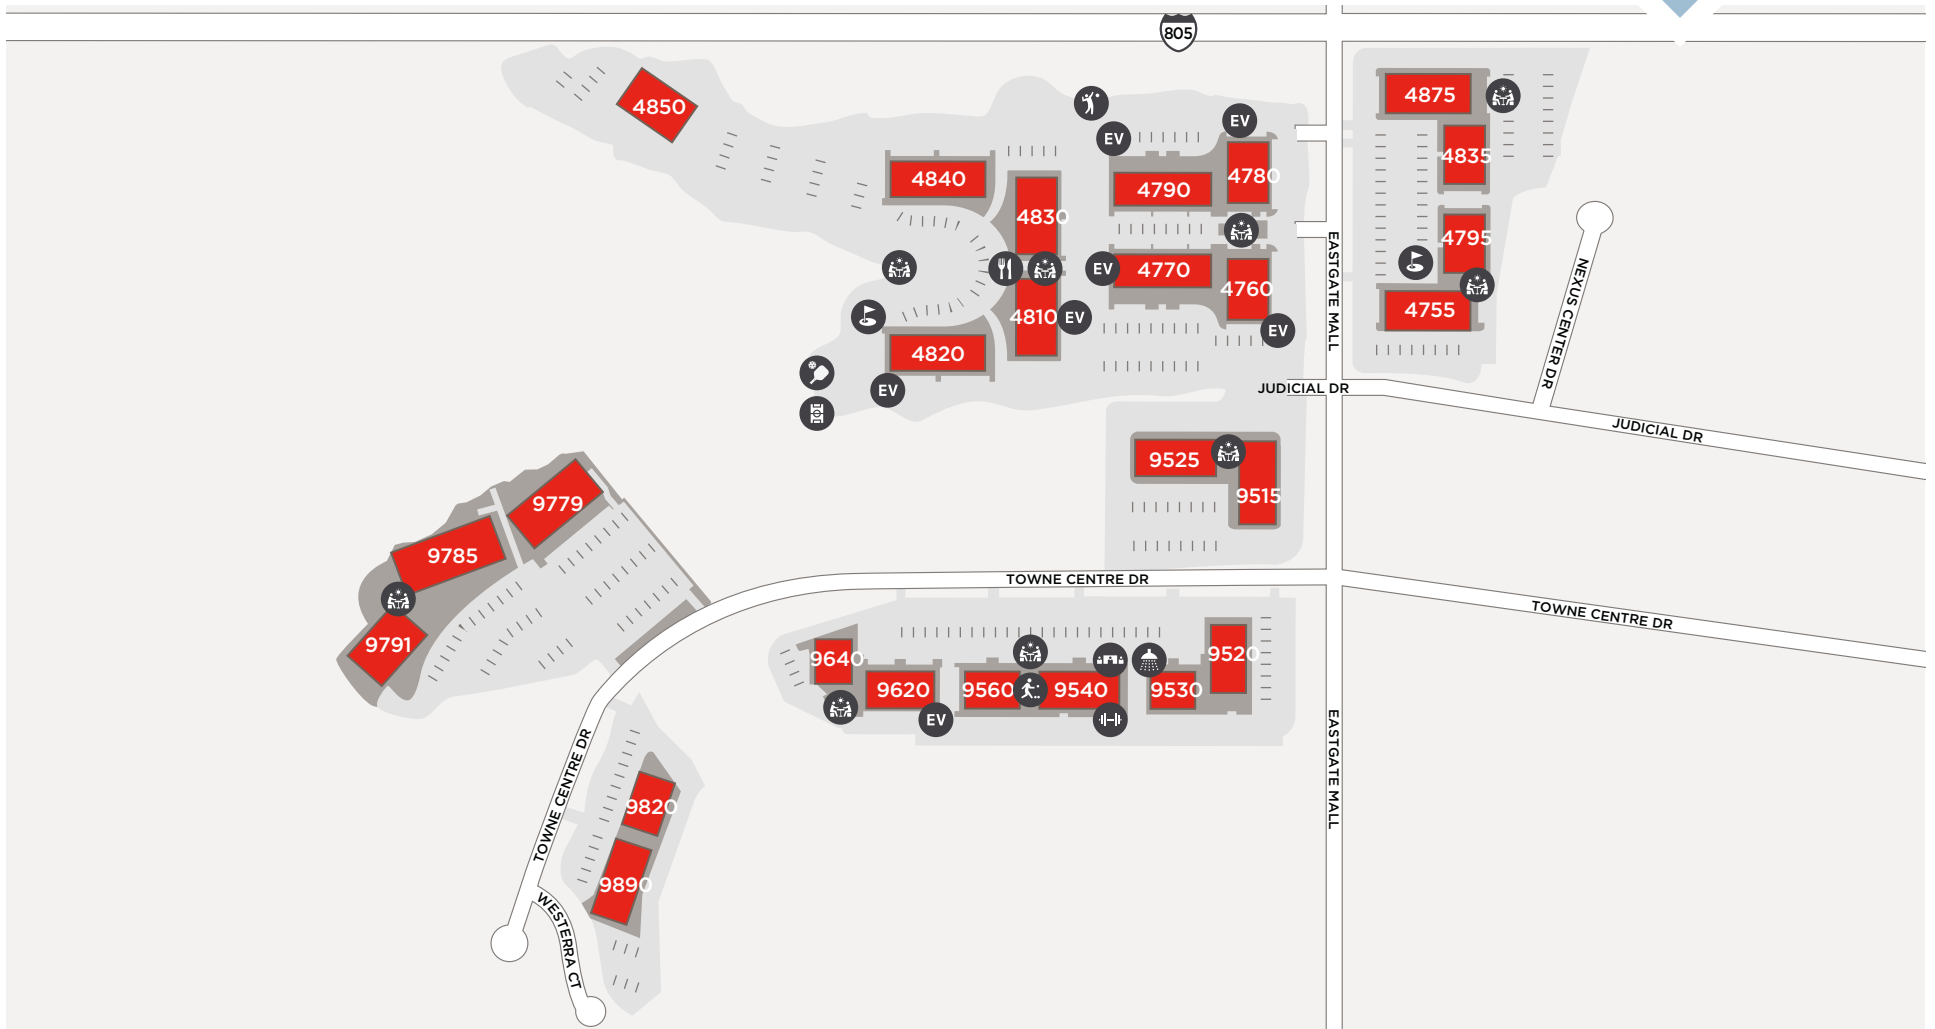 805
4850
4875
EV
EV
4835
4840
4780
4790
4830
4795
EASTGATE MALL
4770
EV
4760
NEXUS CENTER DR
4810
EV
4755
EV
4820
EV
JUDICIAL DR
JUDICIAL DR
9525
9515
9779
9785
TOWNE CENTRE DR
TOWNE CENTRE DR
9791
9640
9520
9620
9560
9540
9530
EV
EASTGATE MALL
TOWNE CENTRE DR
9820
9890
WESTERRA CT